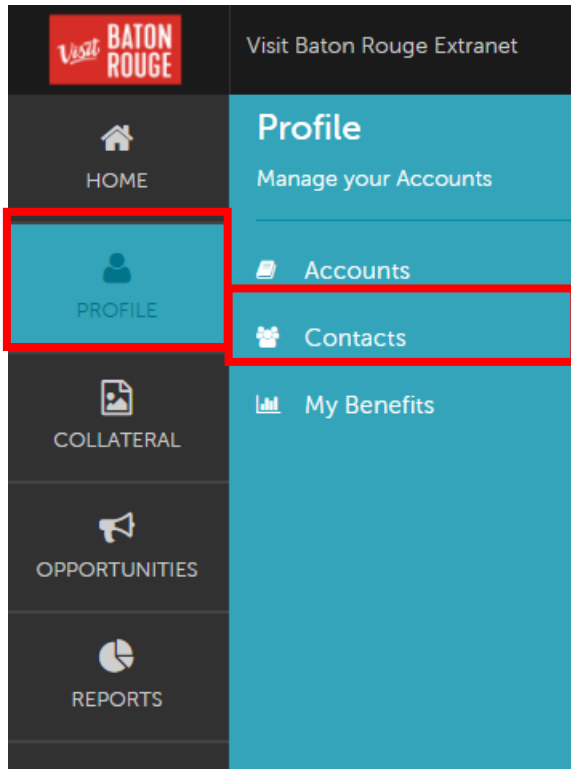 Visit BATON
ROUGE
Visit Baton Rouge Extranet
HOME
PROFILE
COLLATERAL
OPPORTUNITIES
REPORTS
Profile
Manage your Accounts
Accounts
Contacts
My Benefits